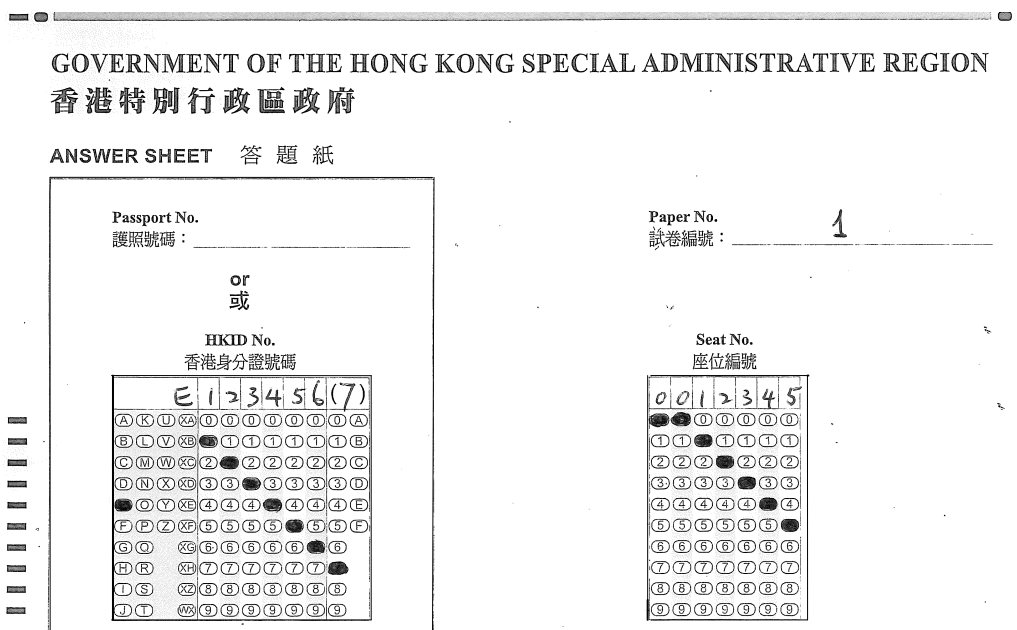 GOVERNMENT OF THE HONG KONG SPECIAL ADMINISTRATIVE REGION
香港特別行政區政府
ANSWER SHEET 答題紙
Passport No.
護照號碼：
or
或
HKID No.
香港身分證號碼
E 1 2 3 4 5 6 (7)
A K U XA 0 0 0 0 0 0 0 A
B L V XB 1 1 1 1 1 1 B
C M W XC 2 2 2 2 2 2 C
D N X XD 3 3 3 3 3 3 D
O Y XE 4 4 4 4 4 4 E
F P Z XF 5 5 5 5 5 5 F
G Q XG 6 6 6 6 6 6
H R XH 7 7 7 7 7 7
I S XZ 8 8 8 8 8 8 8
J T WX 9 9 9 9 9 9 9
Paper No.
試卷編號： 1
Seat No.
座位編號
0 0 1 2 3 4 5
0 0 0 0 0
1 1 1 1 1 1
2 2 2 2 2 2
3 3 3 3 3 3
4 4 4 4 4 4
5 5 5 5 5 5
6 6 6 6 6 6 6
7 7 7 7 7 7 7
8 8 8 8 8 8 8
9 9 9 9 9 9 9